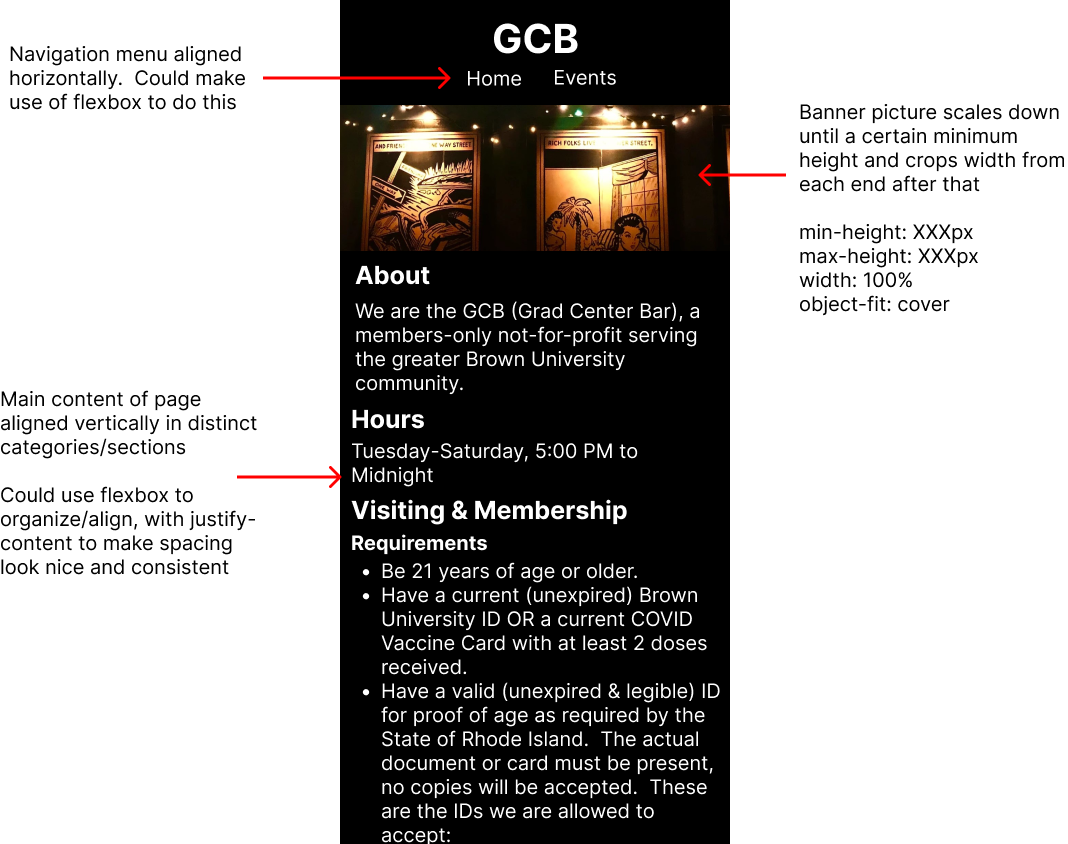 Navigation menu aligned
horizontally.  Could make
use of flexbox to do this
GCB
Home Events
AND FRIEN WAY STREET
RICH FOLKS LIV STREET.
Banner picture scales down
until a certain minimum
height and crops width from
each end after that
min-height: XXXpx
max-height: XXXpx
width: 100%
object-fit: cover
About
We are the GCB (Grad Center Bar), a
members-only not-for-profit serving
the greater Brown University
community.
Main content of page
aligned vertically in distinct
categories/sections
Could use flexbox to
organize/align, with justify-
content to make spacing
look nice and consistent
Hours
Tuesday-Saturday, 5:00 PM to
Midnight
Visiting & Membership
Requirements
• Be 21 years of age or older.
• Have a current (unexpired) Brown
University ID OR a current COVID
Vaccine Card with at least 2 doses
received.
• Have a valid (unexpired & legible) ID
for proof of age as required by the
State of Rhode Island.  The actual
document or card must be present,
no copies will be accepted.  These
are the IDs we are allowed to
accept: